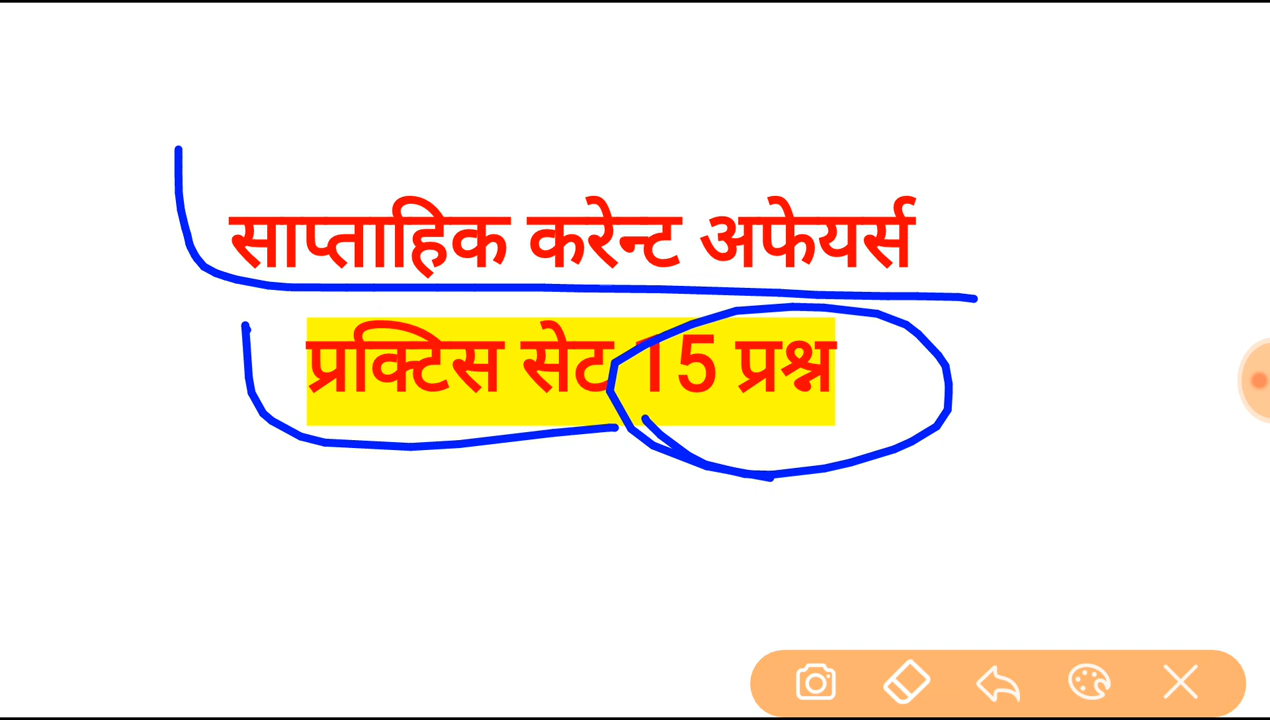 साप्ताहिक करेन्ट अफेयर्स
प्रक्टिस सेट 15 प्रश्न